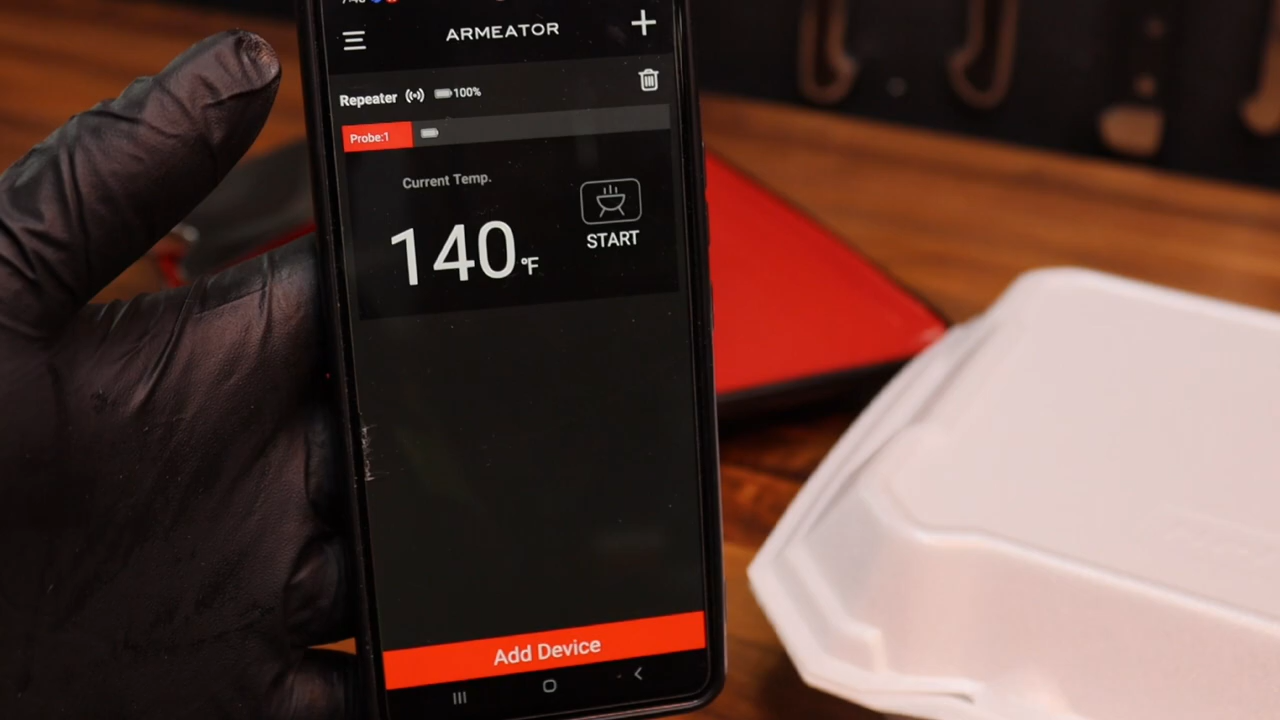 ARMEATOR
Repeater 100%
Probe:1
Current Temp.
140°F
START
Add Device